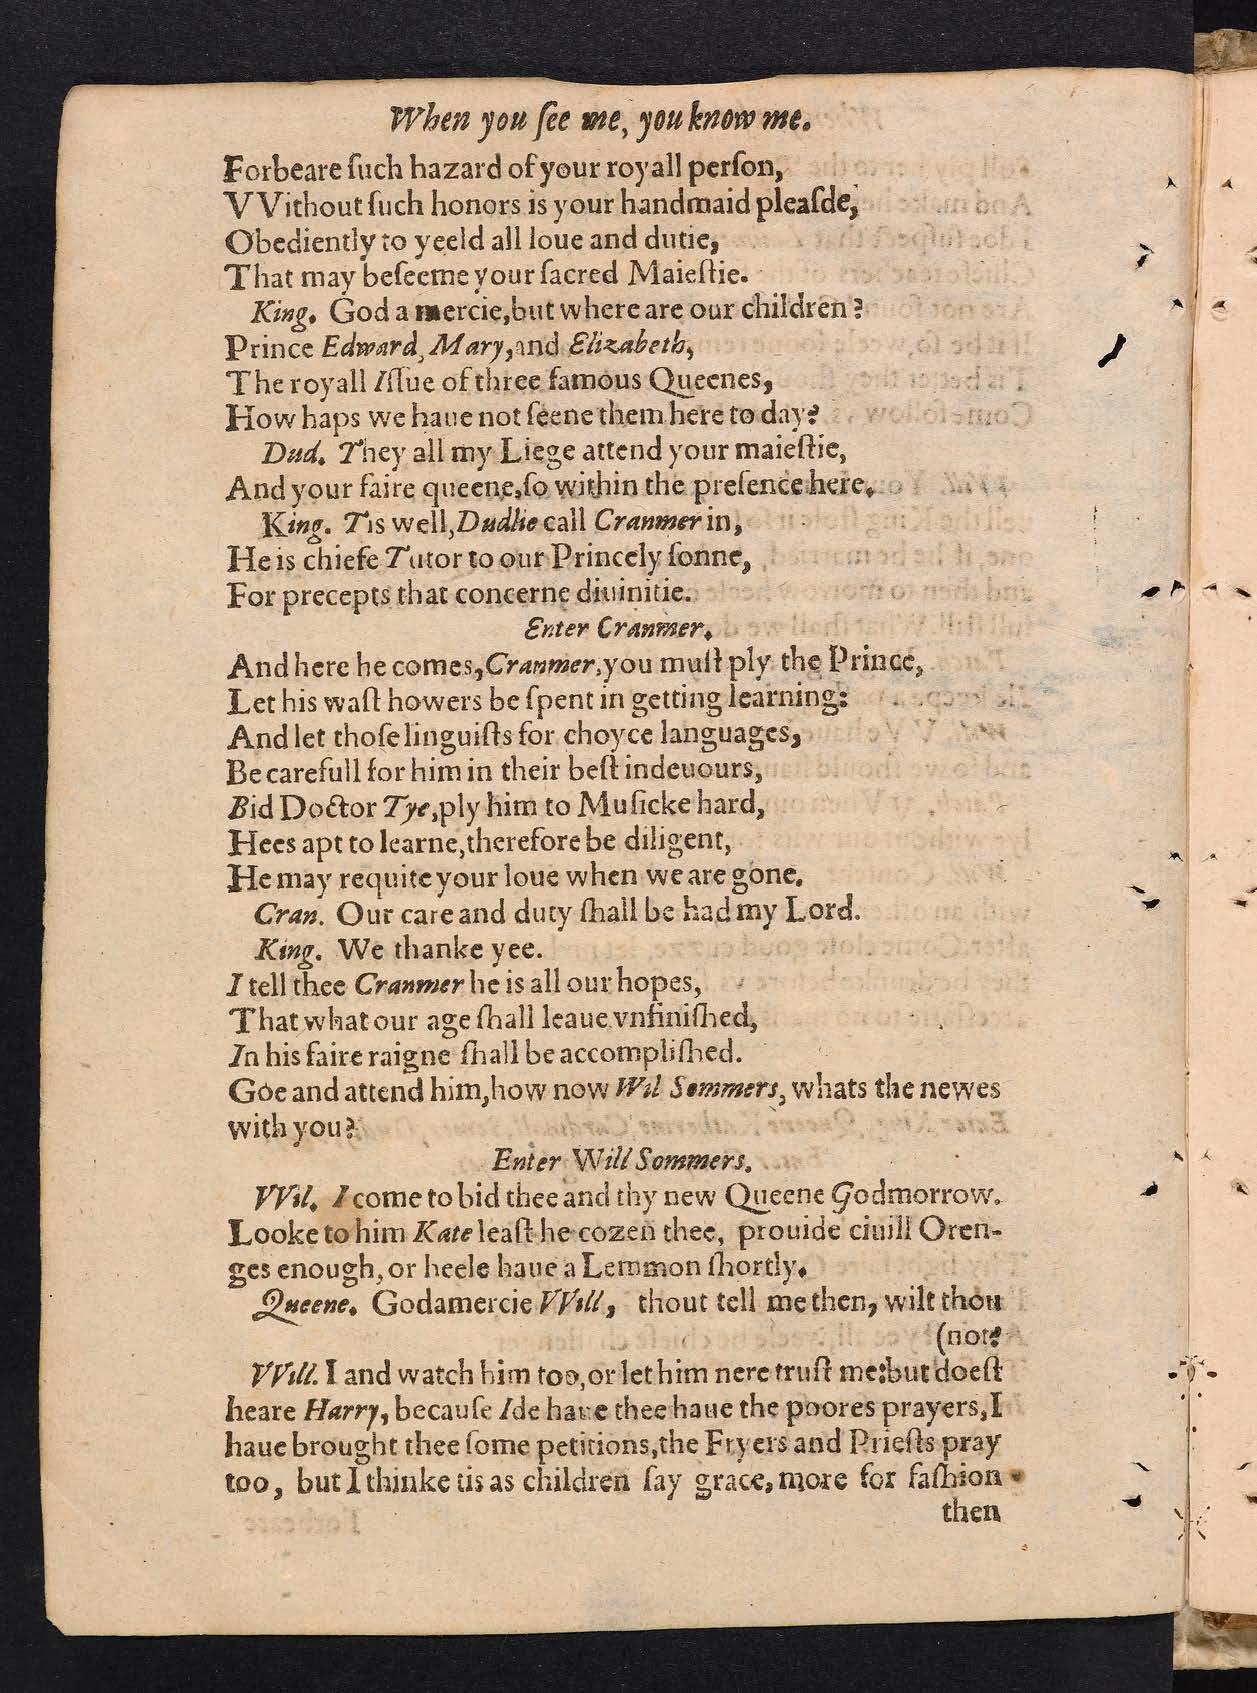 When you ſee me, you know me.
Forbeare ſuch hazard of your royall perſon,
VVithout ſuch honors is your handmaid pleaſde,
Obediently to yeeld all loue and dutie,
That may beſeeme your ſacred Maieſtie.
King. God a mercie, but where are our children?
Prince Edward, Mary, and Elizabeth,
The royall Iſſue of three famous Queenes,
How haps we haue not ſeene them here to day?
Dud. They all my Liege attend your maieſtie,
And your faire queene, ſo within the preſence here.
King. Tis well, Dudlie call Cranmer in,
He is chiefe Tutor to our Princely ſonne,
For precepts that concerne diuinitie.
Enter Cranmer.
And here he comes, Cranmer, you muſt ply the Prince,
Let his waſt howers be ſpent in getting learning:
And let thoſe linguiſts for choyce languages,
Be carefull for him in their beſt indeuours,
Bid Doctor Tye, ply him to Muſicke hard,
Hees apt to learne, therefore be diligent,
He may requite your loue when we are gone.
Cran. Our care and duty ſhall be had my Lord.
King. We thanke yee.
I tell thee Cranmer he is all our hopes,
That what our age ſhall leaue vnfiniſhed,
In his faire raigne ſhall be accompliſhed.
Goe and attend him, how now Wil Sommers, whats the newes
with you?
Enter Will Sommers.
VVil. I come to bid thee and thy new Queene Godmorrow.
Looke to him Kate leaſt he cozen thee, prouide ciuill Oren-
ges enough, or heele haue a Lemmon ſhortly.
Queene. Godamercie VVill, thout tell me then, wilt thou
(not?
VVill. I and watch him too, or let him nere truſt me: but doeſt
heare Harry, becauſe Ide haue thee haue the poores prayers, I
haue brought thee ſome petitions, the Fryers and Prieſts pray
too, but I thinke tis as children ſay grace, more for faſhion
then